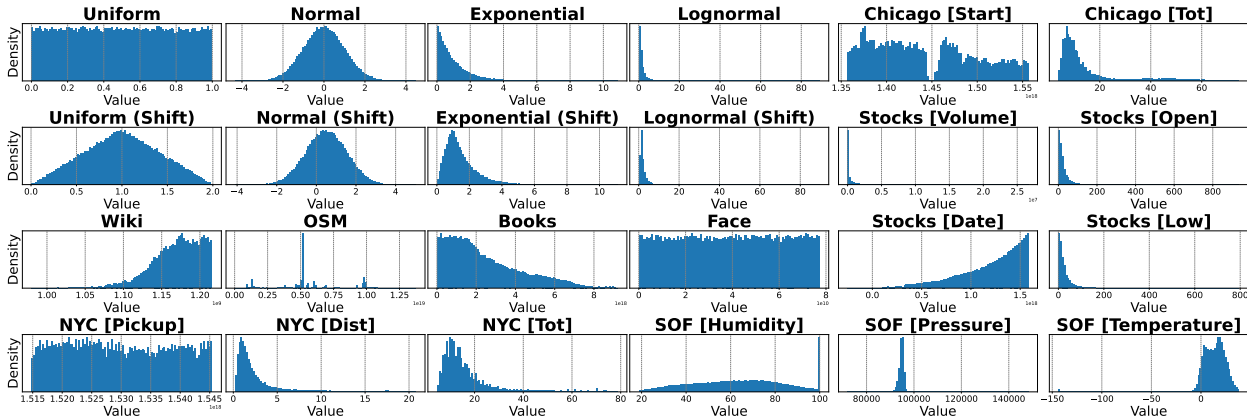 Uniform Normal Exponential Lognormal Chicago [Start] Chicago [Tot]
Density
0.0 0.2 0.4 0.6 0.8 1.0 −4 −2 0 2 4 0 2 4 6 8 10 0 20 40 60 80 1.35 1.40 1.45 1.50 1.55 0 20 40 60
1e18
Value Value Value Value Value Value
Uniform (Shift) Normal (Shift) Exponential (Shift) Lognormal (Shift) Stocks [Volume] Stocks [Open]
Density
0.0 0.5 1.0 1.5 2.0 −4 −2 0 2 4 0 2 4 6 8 10 0 20 40 60 80 0.0 0.5 1.0 1.5 2.0 2.5 0 200 400 600 800
1e7
Value Value Value Value Value Value
Wiki OSM Books Face Stocks [Date] Stocks [Low]
Density
1.00 1.05 1.10 1.15 1.20 0.00 0.25 0.50 0.75 1.00 1.25 0 2 4 6 8 0 2 4 6 8 0.0 0.5 1.0 1.5 0 200 400 600 800
1e9 1e19 1e18 1e10 1e18
Value Value Value Value Value Value
NYC [Pickup] NYC [Dist] NYC [Tot] SOF [Humidity] SOF [Pressure] SOF [Temperature]
Density
1.515 1.520 1.525 1.530 1.535 1.540 1.545 0 5 10 15 20 20 40 60 80 20 40 60 80 100 80000 100000 120000 140000 −150 −100 −50 0
1e18
Value Value Value Value Value Value